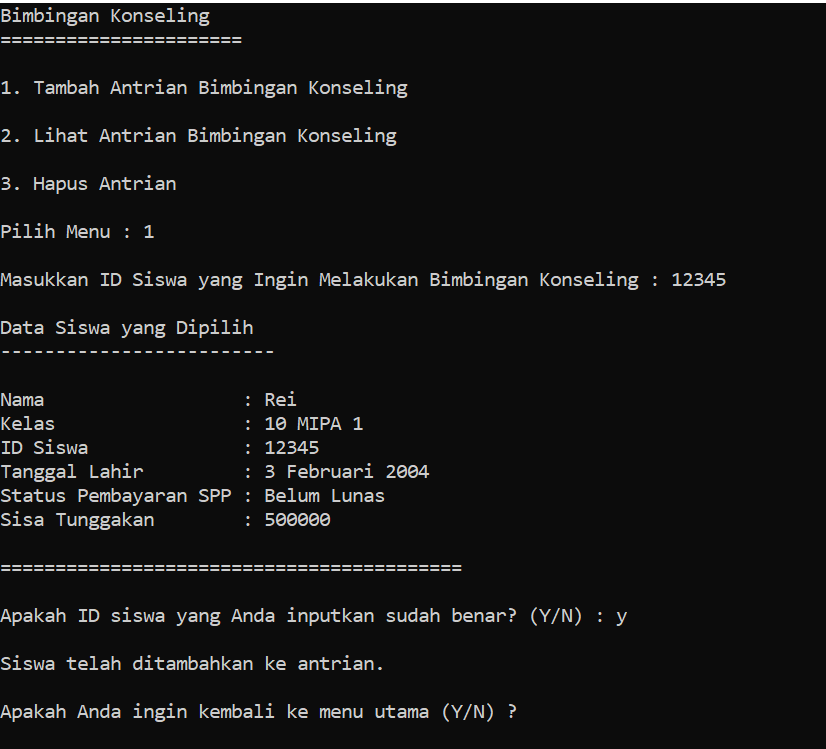 Bimbingan Konseling
======================
1. Tambah Antrian Bimbingan Konseling
2. Lihat Antrian Bimbingan Konseling
3. Hapus Antrian
Pilih Menu : 1
Masukkan ID Siswa yang Ingin Melakukan Bimbingan Konseling : 12345
Data Siswa yang Dipilih
-------------------------
Nama                  : Rei
Kelas                 : 10 MIPA 1
ID Siswa              : 12345
Tanggal Lahir         : 3 Februari 2004
Status Pembayaran SPP : Belum Lunas
Sisa Tunggakan        : 500000
==========================================
Apakah ID siswa yang Anda inputkan sudah benar? (Y/N) : y
Siswa telah ditambahkan ke antrian.
Apakah Anda ingin kembali ke menu utama (Y/N) ?